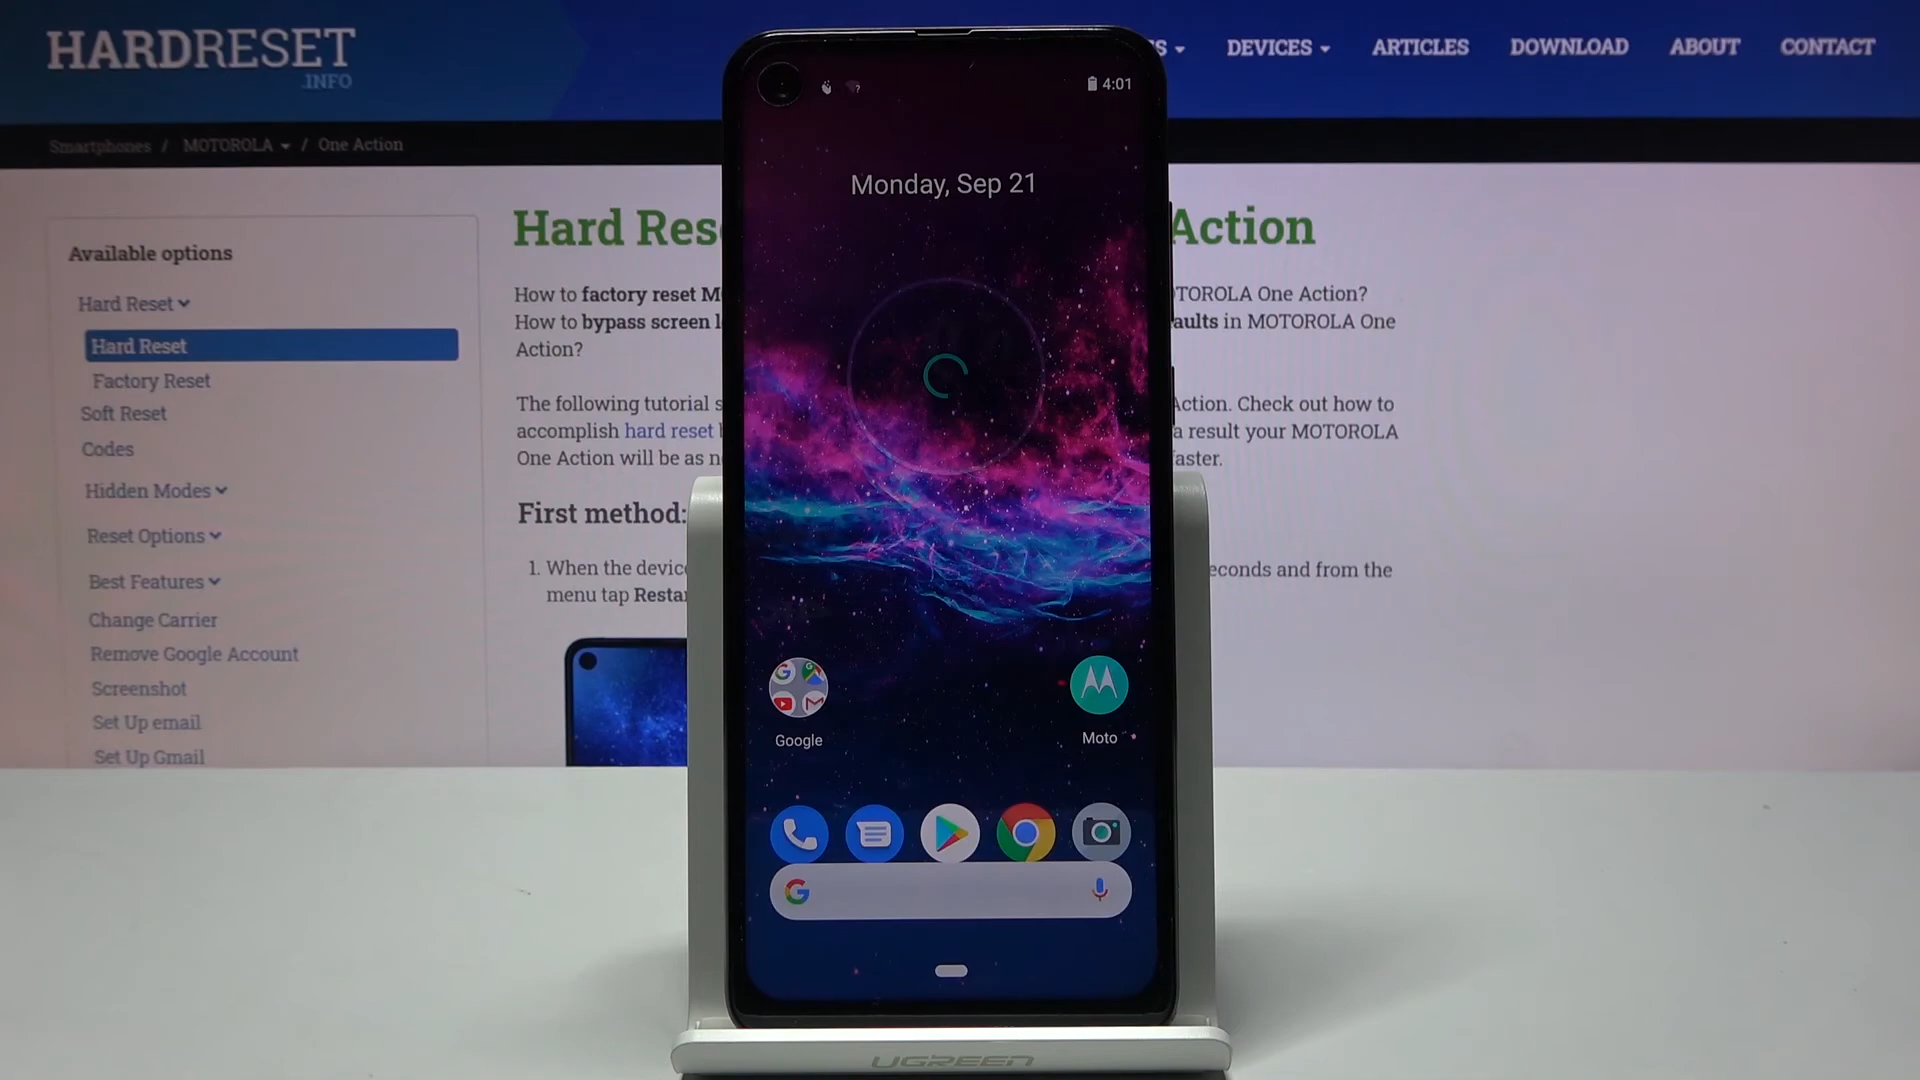 HARDRESET
.INFO
DEVICES
ARTICLES
DOWNLOAD
ABOUT
CONTACT
Smartphones / MOTOROLA / One Action
Available options
Hard Reset
Hard Reset
Factory Reset
Soft Reset
Codes
Hidden Modes
Reset Options
Best Features
Change Carrier
Remove Google Account
Screenshot
Set Up email
Set Up Gmail
Hard Res
Action
How to factory reset M
TOROLA One Action?
How to bypass screen l
aults in MOTOROLA One
Action?
The following tutorial s
Action. Check out how to
accomplish hard reset
a result your MOTOROLA
One Action will be as n
faster.
First method:
1. When the device
econds and from the
menu tap Restar
4:01
Monday, Sep 21
Google
Moto
UGREEN